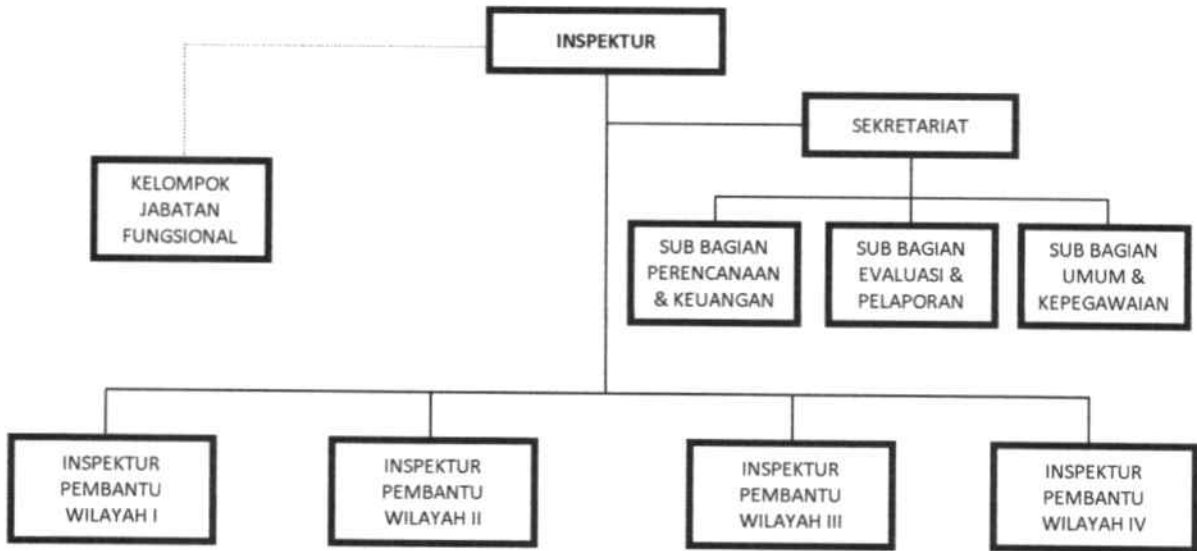 INSPEKTUR
SEKRETARIAT
KELOMPOK
JABATAN
FUNGSIONAL
SUB BAGIAN
PERENCANAAN
& KEUANGAN
SUB BAGIAN
EVALUASI &
PELAPORAN
SUB BAGIAN
UMUM &
KEPEGAWAIAN
INSPEKTUR
PEMBANTU
WILAYAH I
INSPEKTUR
PEMBANTU
WILAYAH II
INSPEKTUR
PEMBANTU
WILAYAH III
INSPEKTUR
PEMBANTU
WILAYAH IV